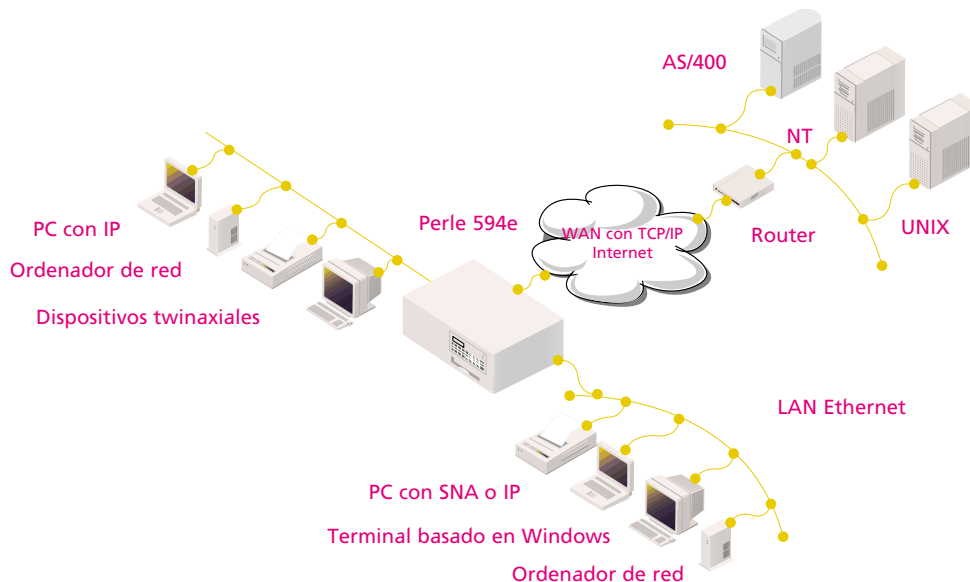 AS/400
NT
UNIX
Router
WAN con TCP/IP
Internet
Perle 594e
PC con IP
Ordenador de red
Dispositivos twinaxiales
LAN Ethernet
PC con SNA o IP
Terminal basado en Windows
Ordenador de red